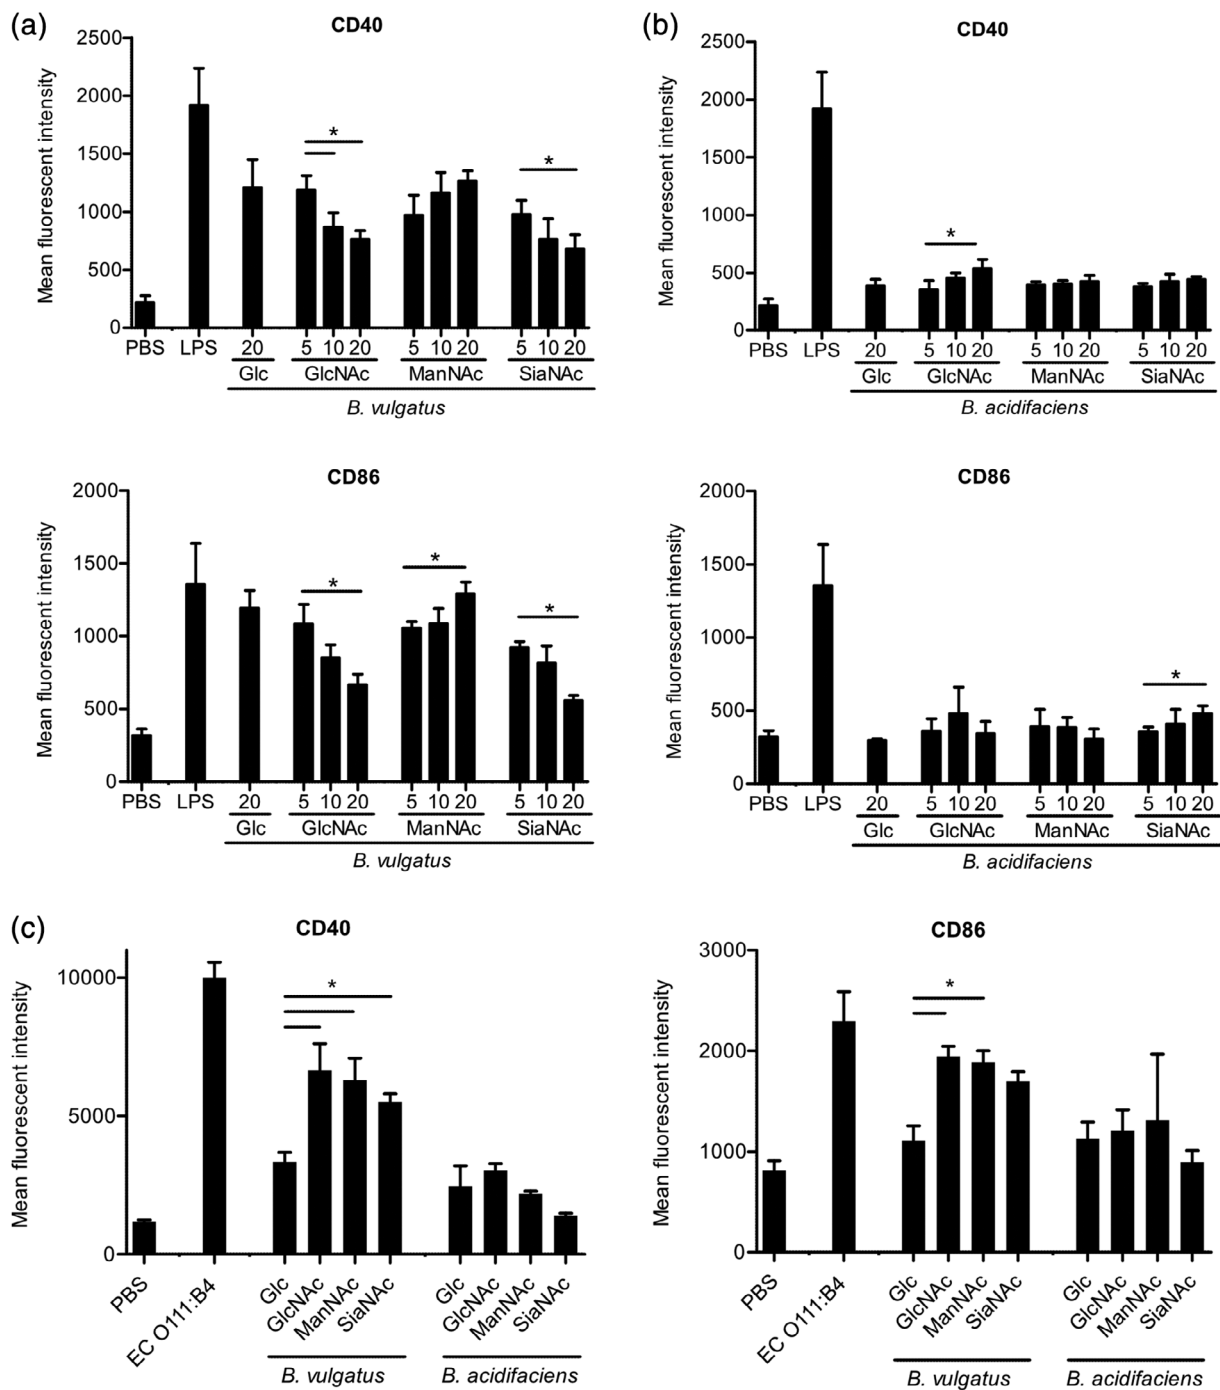 (a)
CD40
Mean fluorescent intensity
2500
2000
1500
1000
500
0
* *
PBS LPS 20 5 10 20 5 10 20 5 10 20
Glc GlcNAc ManNAc SiaNAc
B. vulgatus
(b)
CD40
Mean fluorescent intensity
2500
2000
1500
1000
500
0
*
PBS LPS 20 5 10 20 5 10 20 5 10 20
Glc GlcNAc ManNAc SiaNAc
B. acidifaciens
CD86
Mean fluorescent intensity
2000
1500
1000
500
0
* * *
PBS LPS 20 5 10 20 5 10 20 5 10 20
Glc GlcNAc ManNAc SiaNAc
B. vulgatus
CD86
Mean fluorescent intensity
2000
1500
1000
500
0
*
PBS LPS 20 5 10 20 5 10 20 5 10 20
Glc GlcNAc ManNAc SiaNAc
B. acidifaciens
(c)
CD40
Mean fluorescent intensity
10000
5000
0
*
PBS EC O111:B4 Glc GlcNAc ManNAc SiaNAc Glc GlcNAc ManNAc SiaNAc
B. vulgatus B. acidifaciens
CD86
Mean fluorescent intensity
3000
2000
1000
0
*
PBS EC O111:B4 Glc GlcNAc ManNAc SiaNAc Glc GlcNAc ManNAc SiaNAc
B. vulgatus B. acidifaciens